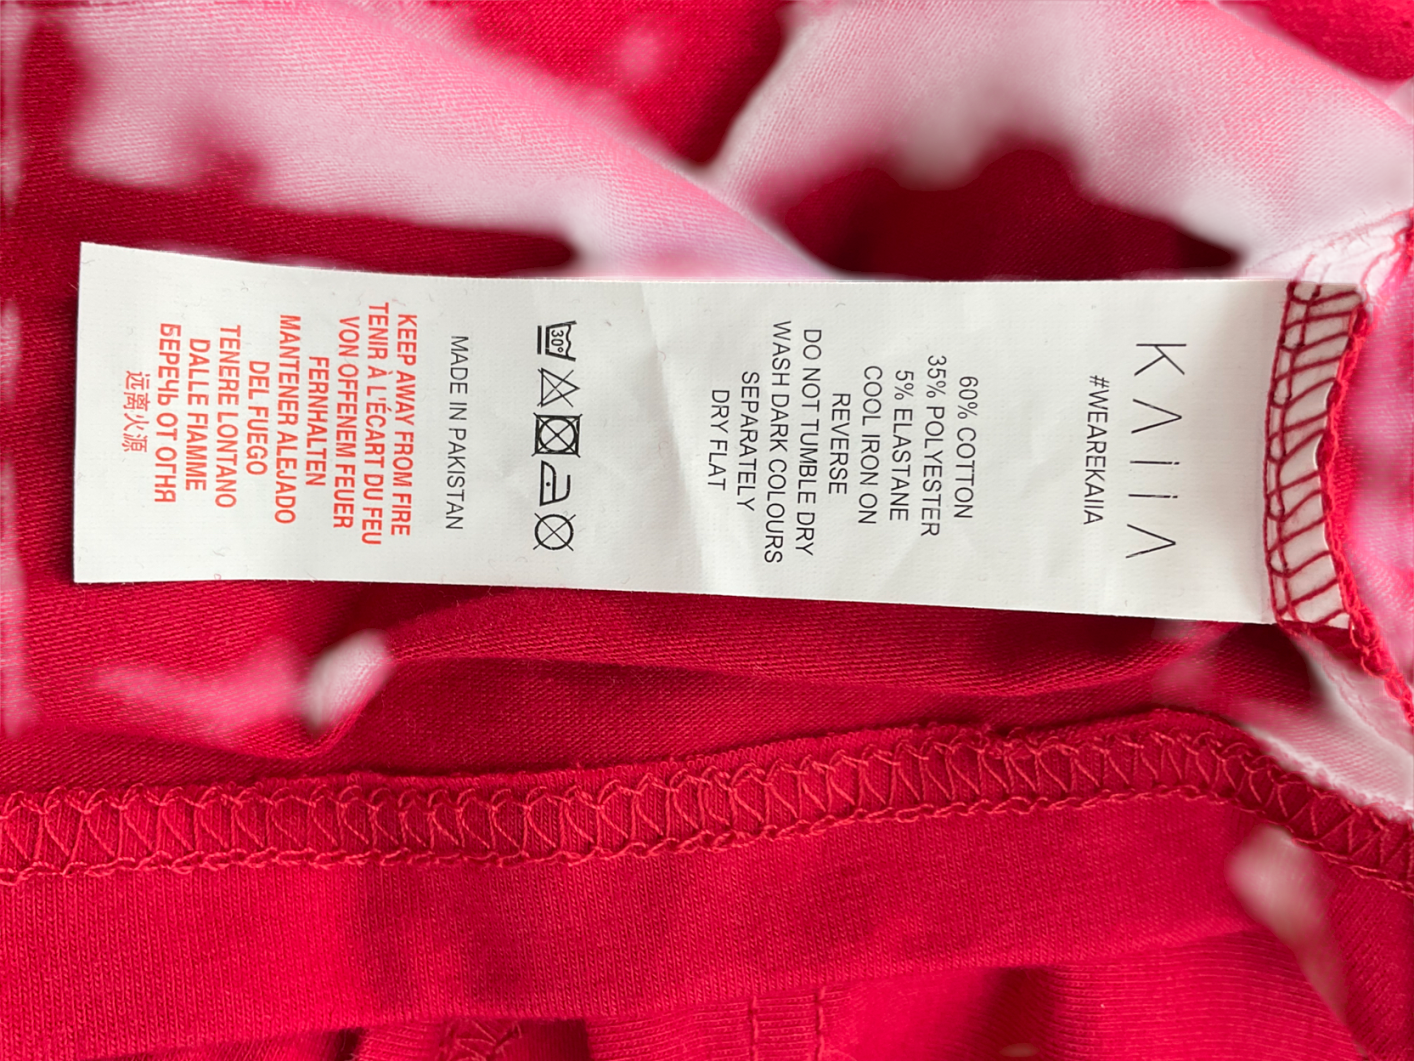 KAIIA
#WEAREKAIIA
60% COTTON
35% POLYESTER
5% ELASTANE
COOL IRON ON
REVERSE
DO NOT TUMBLE DRY
WASH DARK COLOURS
SEPARATELY
DRY FLAT
30°
MADE IN PAKISTAN
KEEP AWAY FROM FIRE
TENIR À L'ÉCART DU FEU
VON OFFENEM FEUER
FERNHALTEN
MANTENER ALEJADO
DEL FUEGO
TENERE LONTANO
DALLE FIAMME
БЕРЕЧЬ ОТ ОГНЯ
远离火源